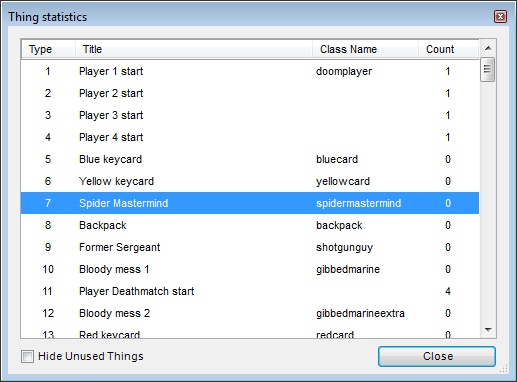 Thing statistics
Type Title Class Name Count
1 Player 1 start doomplayer 1
2 Player 2 start 1
3 Player 3 start 1
4 Player 4 start 1
5 Blue keycard bluecard 0
6 Yellow keycard yellowcard 0
7 Spider Mastermind spidermastermind 0
8 Backpack backpack 0
9 Former Sergeant shotgunguy 0
10 Bloody mess 1 gibbedmarine 0
11 Player Deathmatch start 4
12 Bloody mess 2 gibbedmarineextra 0
13 Red keycard redcard 0
Hide Unused Things Close